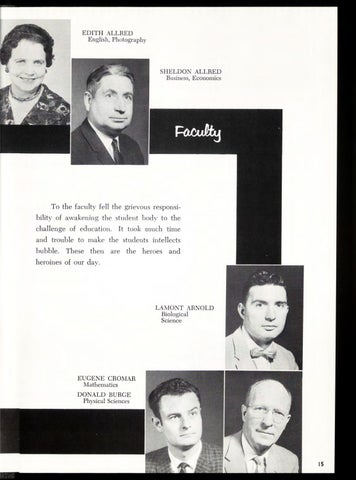 EDITH ALLRED
English, Photography
SHELDON ALLRED
Business, Economics
Faculty
To the faculty fell the grievous responsi-
bility of awakening the student body to the
challenge of education. It took much time
and trouble to make the students intellects
bubble. These then are the heroes and
heroines of our day.
LAMONT ARNOLD
Biological
Science
EUGENE CROMAR
Mathematics
DONALD BURGE
Physical Sciences
15